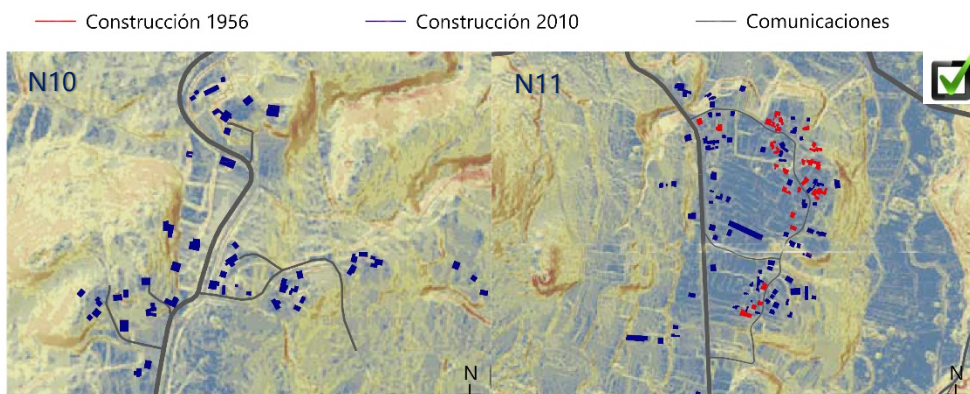 Construcción 1956
Construcción 2010
Comunicaciones
N10
N11
N
N